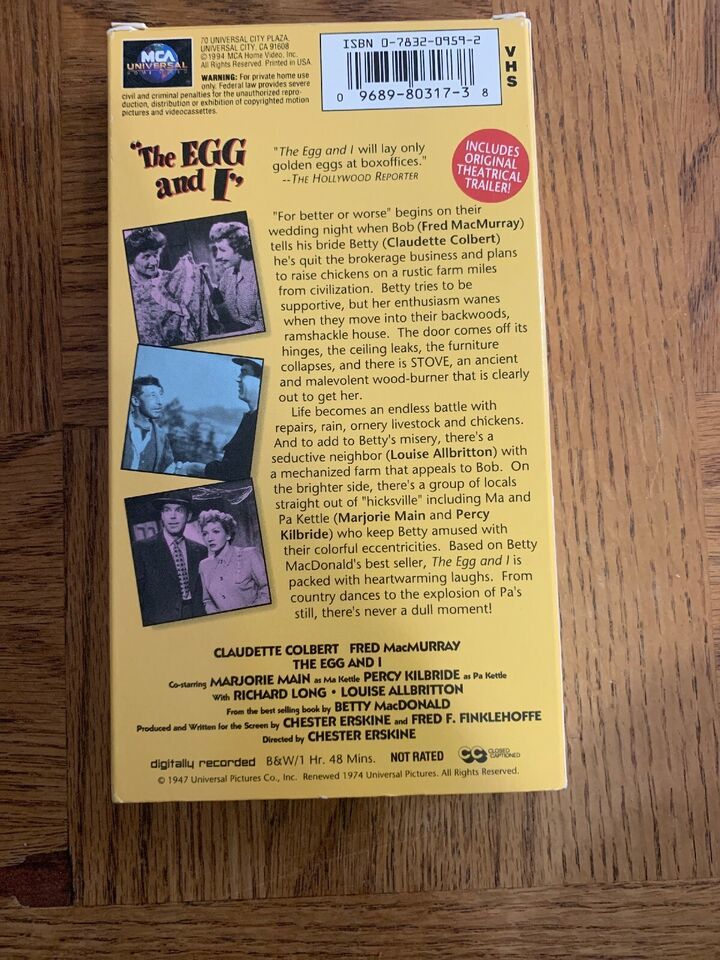 MCA
UNIVERSAL
HOME VIDEO
70 UNIVERSAL CITY PLAZA,
UNIVERSAL CITY, CA 91608
©1994 MCA Home Video, Inc.
All Rights Reserved. Printed in USA
WARNING: For private home use
only. Federal law provides severe
civil and criminal penalties for the unauthorized repro-
duction, distribution or exhibition of copyrighted motion
pictures and videocassettes.
ISBN 0-7832-0959-2
0 9689-80317-3 8
VHS
"The EGG
and I"
"The Egg and I will lay only
golden eggs at boxoffices."
--THE HOLLYWOOD REPORTER
INCLUDES
ORIGINAL
THEATRICAL
TRAILER!
"For better or worse" begins on their
wedding night when Bob (Fred MacMurray)
tells his bride Betty (Claudette Colbert)
he's quit the brokerage business and plans
to raise chickens on a rustic farm miles
from civilization. Betty tries to be
supportive, but her enthusiasm wanes
when they move into their backwoods,
ramshackle house. The door comes off its
hinges, the ceiling leaks, the furniture
collapses, and there is STOVE, an ancient
and malevolent wood-burner that is clearly
out to get her.
Life becomes an endless battle with
repairs, rain, ornery livestock and chickens.
And to add to Betty's misery, there's a
seductive neighbor (Louise Allbritton) with
a mechanized farm that appeals to Bob. On
the brighter side, there's a group of locals
straight out of "hicksville" including Ma and
Pa Kettle (Marjorie Main and Percy
Kilbride) who keep Betty amused with
their colorful eccentricities. Based on Betty
MacDonald's best seller, The Egg and I is
packed with heartwarming laughs. From
country dances to the explosion of Pa's
still, there's never a dull moment!
CLAUDETTE COLBERT FRED MacMURRAY
THE EGG AND I
Co-starring MARJORIE MAIN as Ma Kettle PERCY KILBRIDE as Pa Kettle
With RICHARD LONG • LOUISE ALLBRITTON
From the best selling book by BETTY MacDONALD
Produced and Written for the Screen by CHESTER ERSKINE and FRED F. FINKLEHOFFE
Directed by CHESTER ERSKINE
digitally recorded B&W/1 Hr. 48 Mins. NOT RATED CC CLOSED CAPTIONED
© 1947 Universal Pictures Co., Inc. Renewed 1974 Universal Pictures. All Rights Reserved.